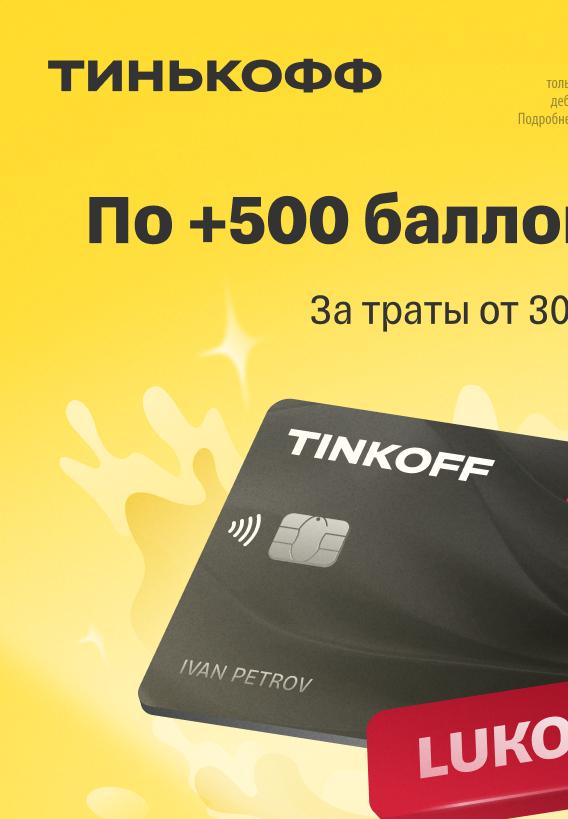 ТИНЬКОФФ
По +500 балло
За траты от 30
TINKOFF
IVAN PETROV
LUKO